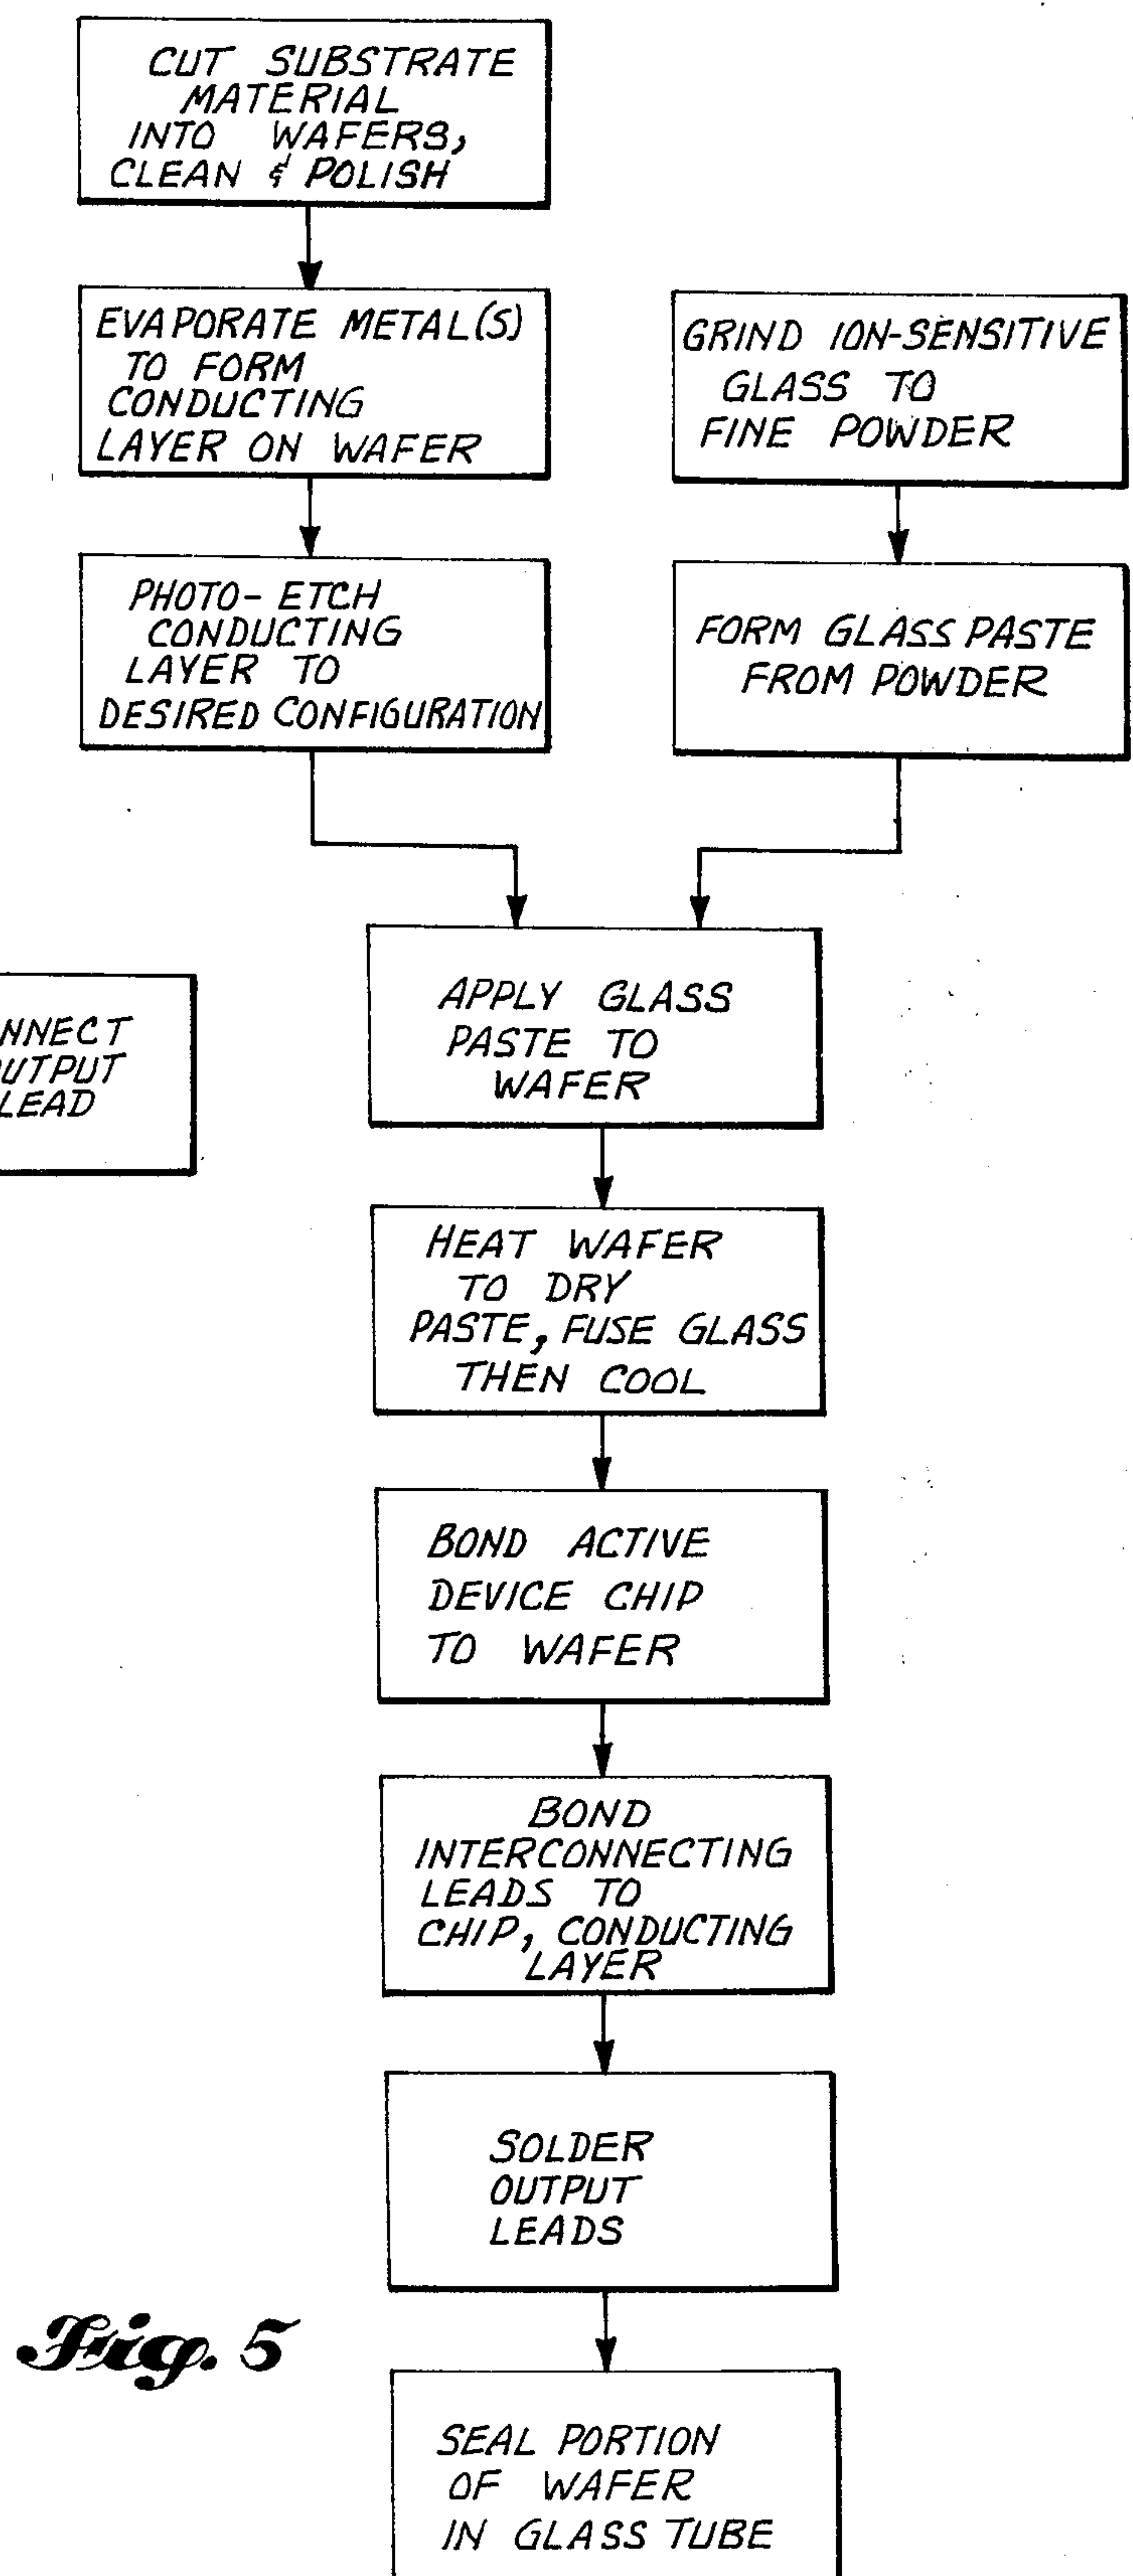 CUT SUBSTRATE
MATERIAL
INTO WAFERS,
CLEAN & POLISH
EVAPORATE METAL(S)
TO FORM
CONDUCTING
LAYER ON WAFER
GRIND ION-SENSITIVE
GLASS TO
FINE POWDER
PHOTO-ETCH
CONDUCTING
LAYER TO
DESIRED CONFIGURATION
FORM GLASS PASTE
FROM POWDER
APPLY GLASS
PASTE TO
WAFER
NNECT
UTPUT
LEAD
HEAT WAFER
TO DRY
PASTE, FUSE GLASS
THEN COOL
BOND ACTIVE
DEVICE CHIP
TO WAFER
BOND
INTERCONNECTING
LEADS TO
CHIP, CONDUCTING
LAYER
SOLDER
OUTPUT
LEADS
Fig. 5
SEAL PORTION
OF WAFER
IN GLASS TUBE